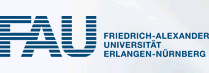 FAU
FRIEDRICH-ALEXANDER
UNIVERSITÄT
ERLANGEN-NÜRNBERG